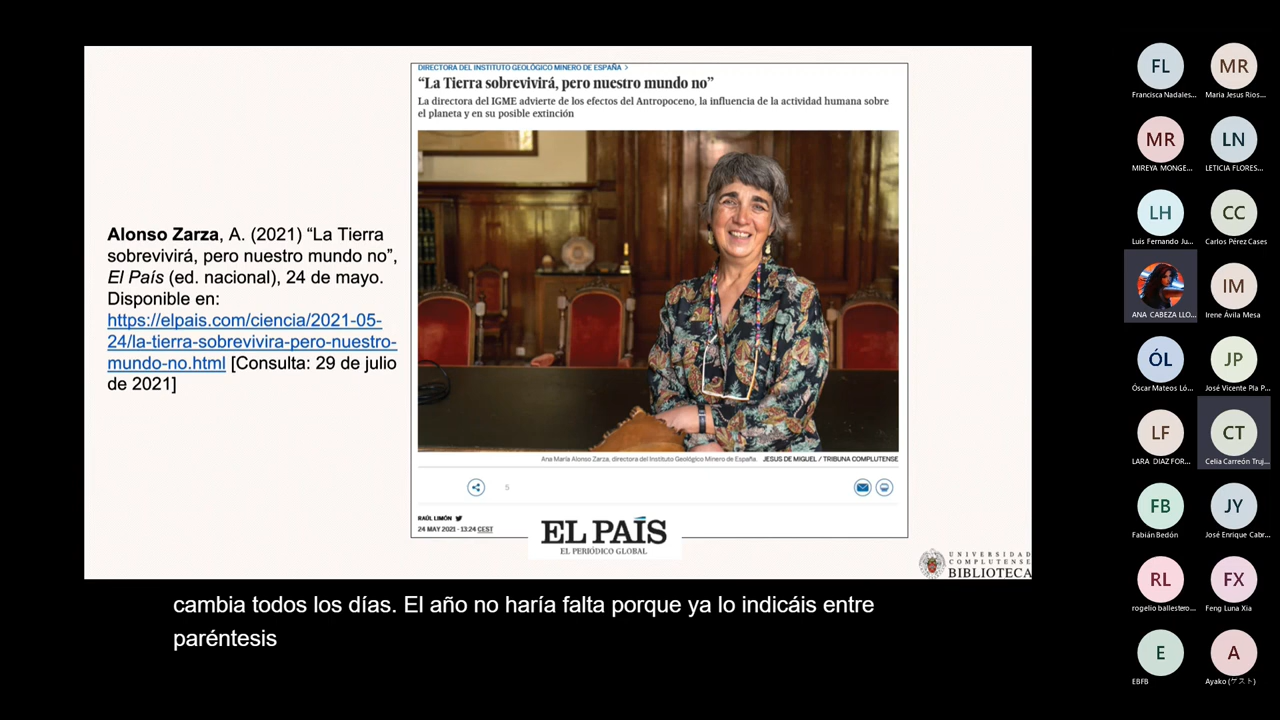 Alonso Zarza, A. (2021) “La Tierra
sobrevivirá, pero nuestro mundo no”,
El País (ed. nacional), 24 de mayo.
Disponible en:
https://elpais.com/ciencia/2021-05-
24/la-tierra-sobrevivira-pero-nuestro-
mundo-no.html [Consulta: 29 de julio
de 2021]
DIRECTORA DEL INSTITUTO GEOLÓGICO MINERO DE ESPAÑA >
“La Tierra sobrevivirá, pero nuestro mundo no”
La directora del IGME advierte de los efectos del Antropoceno, la influencia de la actividad humana sobre
el planeta y en su posible extinción
Ana María Alonso Zarza, directora del Instituto Geológico Minero de España. JESUS DE MIGUEL / TRIBUNA COMPLUTENSE
5
RAÚL LIMÓN
24 MAY 2021 - 13:24 CEST
EL PAÍS
EL PERIÓDICO GLOBAL
UNIVERSIDAD
COMPLUTENSE
BIBLIOTECA
cambia todos los días. El año no haría falta porque ya lo indicáis entre
paréntesis
FL
Francisca Nadales...
MR
Maria Jesus Ríos...
MR
MIREYA MONGE...
LN
LETICIA FLORES...
LH
Luis Fernando Ju...
CC
Carlos Pérez Cases
ANA CABEZA LLO...
IM
Irene Ávila Mesa
ÓL
Óscar Mateos Ló...
JP
José Vicente Pla P...
LF
LARA DIAZ FOR...
CT
Celia Carreón Truj...
FB
Fabián Bedón
JY
José Enrique Cabr...
RL
rogelio ballestero...
FX
Feng Luna Xia
E
EBFB
A
Ayako (ゲスト)